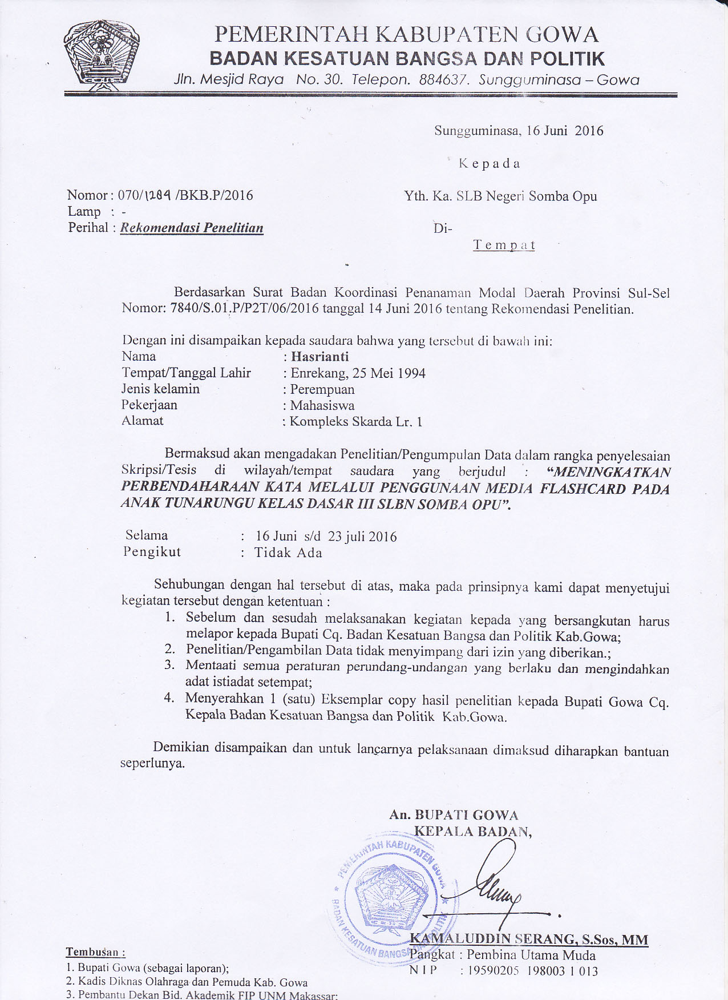 PEMERINTAH KABUPATEN GOWA
BADAN KESATUAN BANGSA DAN POLITIK
Jln. Mesjid Raya No. 30. Telepon. 884637. Sungguminasa – Gowa
Sungguminasa, 16 Juni 2016
K e p a d a
Nomor : 070/1284 /BKB.P/2016
Yth. Ka. SLB Negeri Somba Opu
Lamp : -
Perihal : Rekomendasi Penelitian
Di-
T e m p a t
Berdasarkan Surat Badan Koordinasi Penanaman Modal Daerah Provinsi Sul-Sel
Nomor: 7840/S.01.P/P2T/06/2016 tanggal 14 Juni 2016 tentang Rekomendasi Penelitian.
Dengan ini disampaikan kepada saudara bahwa yang tersebut di bawah ini:
Nama : Hasrianti
Tempat/Tanggal Lahir : Enrekang, 25 Mei 1994
Jenis kelamin : Perempuan
Pekerjaan : Mahasiswa
Alamat : Kompleks Skarda Lr. 1
Bermaksud akan mengadakan Penelitian/Pengumpulan Data dalam rangka penyelesaian
Skripsi/Tesis di wilayah/tempat saudara yang berjudul : “MENINGKATKAN
PERBENDAHARAAN KATA MELALUI PENGGUNAAN MEDIA FLASHCARD PADA
ANAK TUNARUNGU KELAS DASAR III SLBN SOMBA OPU”.
Selama : 16 Juni s/d 23 juli 2016
Pengikut : Tidak Ada
Sehubungan dengan hal tersebut di atas, maka pada prinsipnya kami dapat menyetujui
kegiatan tersebut dengan ketentuan :
1. Sebelum dan sesudah melaksanakan kegiatan kepada yang bersangkutan harus
melapor kepada Bupati Cq. Badan Kesatuan Bangsa dan Politik Kab.Gowa;
2. Penelitian/Pengambilan Data tidak menyimpang dari izin yang diberikan.;
3. Mentaati semua peraturan perundang-undangan yang berlaku dan mengindahkan
adat istiadat setempat;
4. Menyerahkan 1 (satu) Eksemplar copy hasil penelitian kepada Bupati Gowa Cq.
Kepala Badan Kesatuan Bangsa dan Politik Kab.Gowa.
Demikian disampaikan dan untuk lancarnya pelaksanaan dimaksud diharapkan bantuan
seperlunya.
An. BUPATI GOWA
KEPALA BADAN,
PEMERINTAH KABUPATEN GOWA
BADAN KESATUAN BANGSA DAN POLITIK
KAMALUDDIN SERANG, S.Sos, MM
Pangkat : Pembina Utama Muda
N I P : 19590205 198003 1 013
Tembusan :
1. Bupati Gowa (sebagai laporan);
2. Kadis Diknas Olahraga dan Pemuda Kab. Gowa
3. Pembantu Dekan Bid. Akademik FIP UNM Makassar;